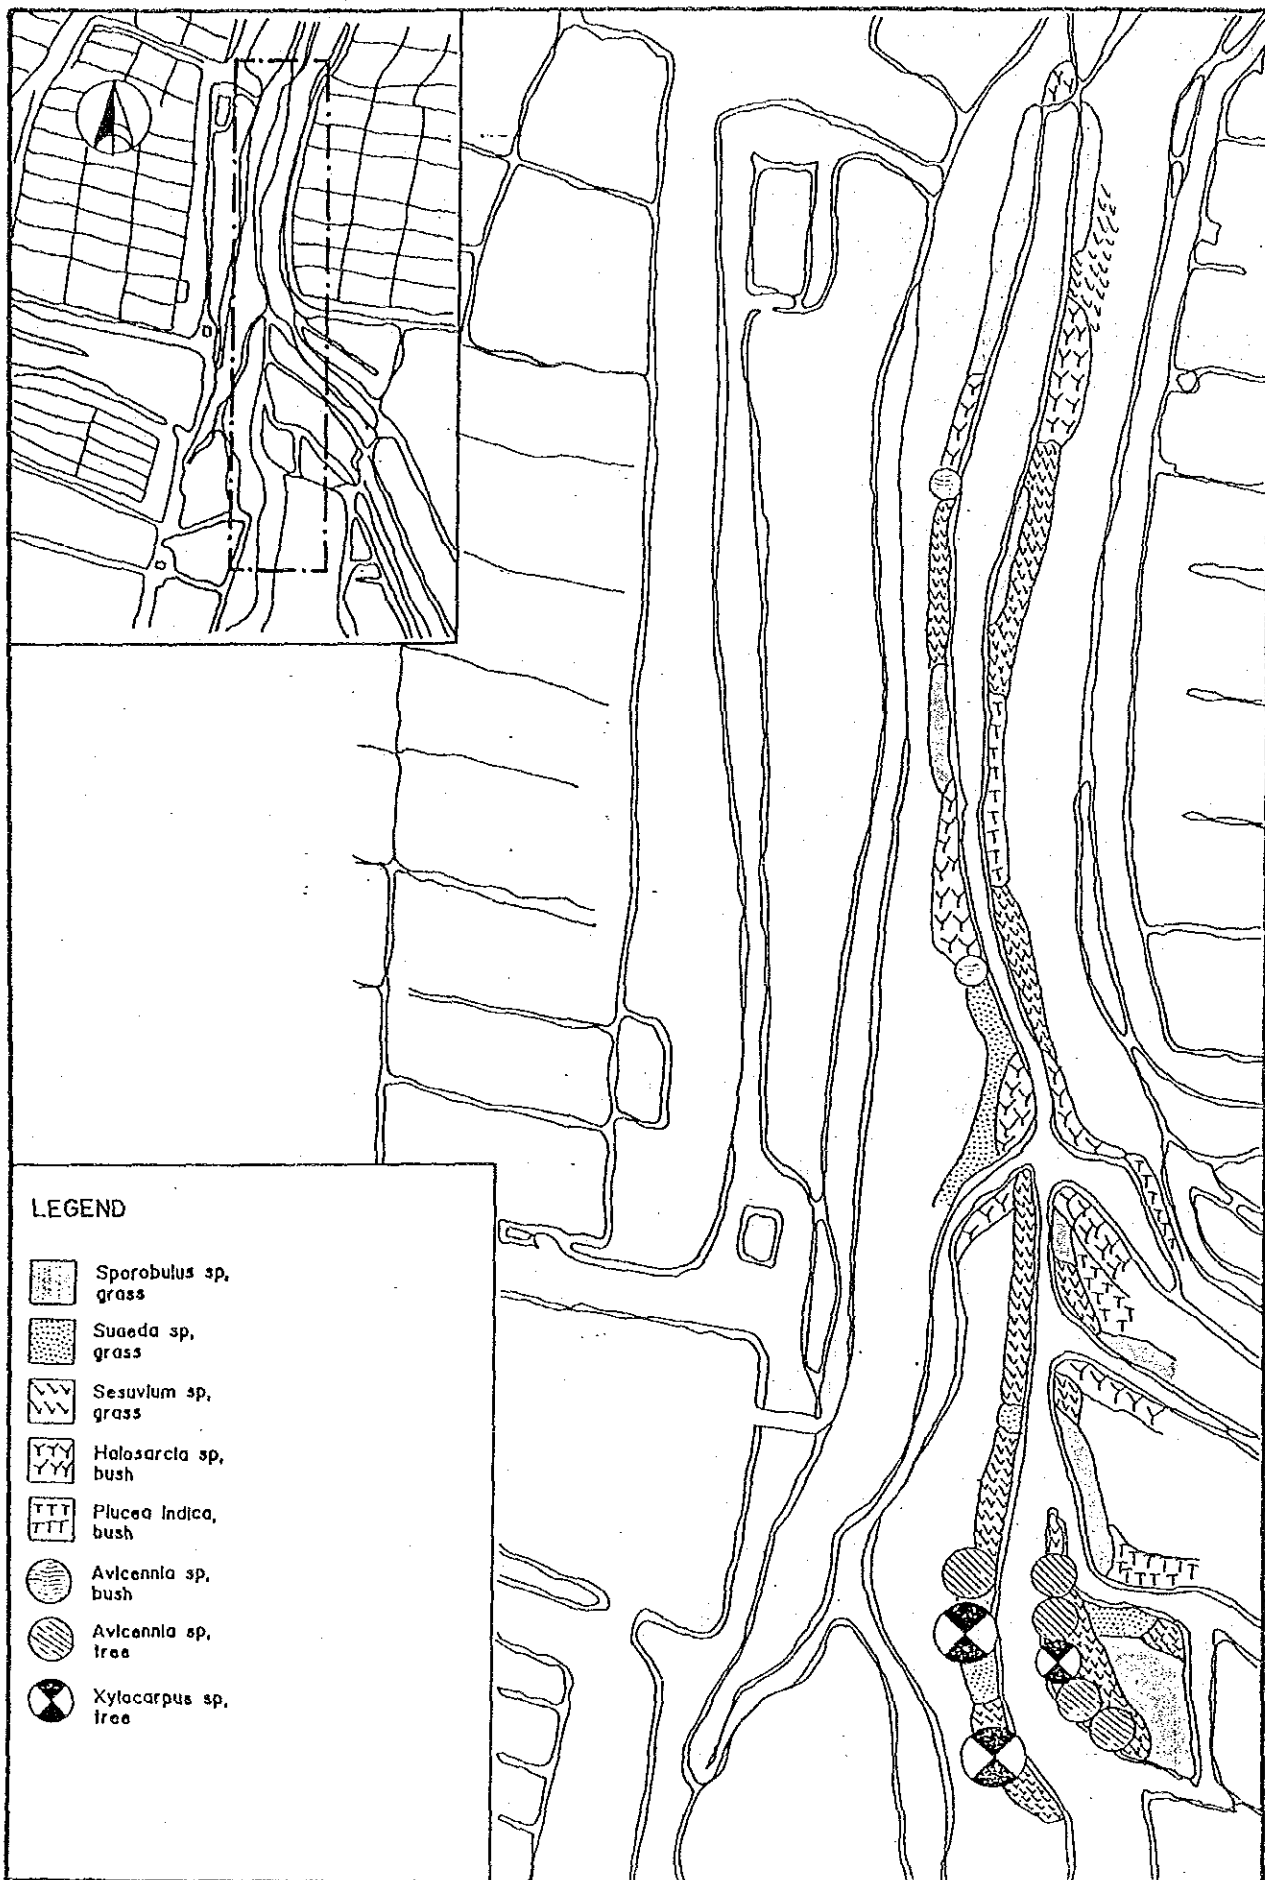 LEGEND
Sporobulus sp,
grass
Suaeda sp,
grass
Sesuvium sp,
grass
Halosarcia sp,
bush
Plucea Indica,
bush
Avicennia sp,
bush
Avicennia sp,
tree
Xylocarpus sp,
tree